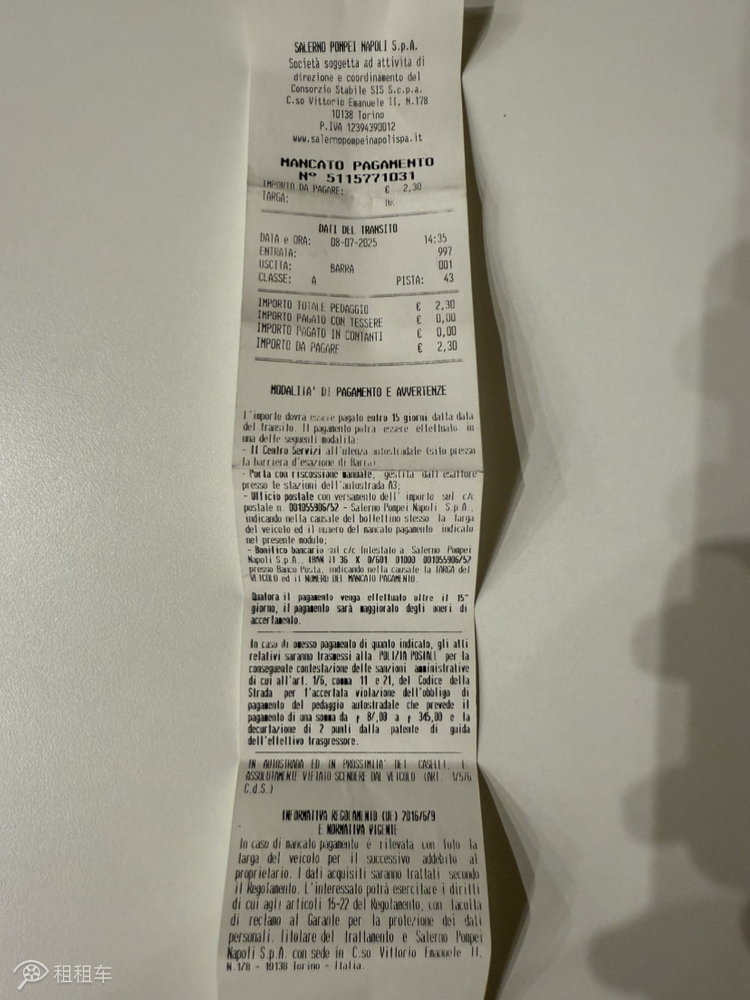 SALERNO POMPEI NAPOLI S.p.A.
Società soggetta ad attività di
direzione e coordinamento del
Consorzio Stabile SIS S.c.p.a.
C.so Vittorio Emanuele II, N.178
10138 Torino
P.IVA 12394390012
www.salernopompeinapolispa.it
MANCATO PAGAMENTO
N° 5115771031
IMPORTO DA PAGARE: € 2,30
TARGA:
DATI DEL TRANSITO
DATA e ORA: 08-07-2025 14:35
ENTRATA: 997
USCITA: BARRA 001
CLASSE: A PISTA: 43
IMPORTO TOTALE PEDAGGIO € 2,30
IMPORTO PAGATO CON TESSERE € 0,00
IMPORTO PAGATO IN CONTANTI € 0,00
IMPORTO DA PAGARE € 2,30
MODALITA' DI PAGAMENTO E AVVERTENZE
L'importo dovra essere pagato entro 15 giorni dalla data
del transito. Il pagamento potra essere effettuato in
una delle seguenti modalità:
- Il Centro Servizi all'utenza autostradale (sito presso
la barriera d'esazione di Barra)
- Porta con riscossione manuale, gestita dall'esattore
presso le stazioni dell'autostrada A3;
- Ufficio postale con versamento dell' importo sul c/c
postale n. 001055906/52 - Salerno Pompei Napoli S.p.A.,
indicando nella causale del bollettino stesso la targa
del veicolo ed il numero del mancato pagamento indicato
nel presente modulo;
- Bonifico bancario sul c/c Intestato a Salerno Pompei
Napoli S.p.A., IBAN IT 36 X 07601 01000 001055906752
presso Banco Posta, indicando nella causale la TARGA del
VEICOLO ed il NUMERO DEL MANCATO PAGAMENTO.
Qualora il pagamento venga effettuato oltre il 15°
giorno, il pagamento sarà maggiorato degli oneri di
accertamento.
In caso di omesso pagamento di quanto indicato, gli atti
relativi saranno trasmessi alla POLIZIA POSTALE per la
conseguente contestazione delle sanzioni amministrative
di cui all'art. 176, comma 11 e 21, del Codice della
Strada per l'accertata violazione dell'obbligo di
pagamento del pedaggio autostradale che prevede il
pagamento di una somma da € 87,00 a € 345,00 e la
decurtazione di 2 punti dalla patente di guida
dell'effettivo trasgressore.
IN AUTOSTRADA ED IN PROSSIMITA' DEI CASELLI, E'
ASSOLUTAMENTE VIETATO SCENDERE DAL VEICOLO (ART. 175/6
C.d.S.)
INFORMATIVA REGOLAMENTO (UE) 2016/679
E NORMATIVA VIGENTE
In caso di mancato pagamento è rilevata con foto la
targa del veicolo per il successivo addebito al
proprietario. I dati acquisiti saranno trattati secondo
il Regolamento. L'interessato potrà esercitare i diritti
di cui agli articoli 15-22 del Regolamento, con facoltà
di reclamo al Garante per la protezione dei dati
personali. Titolare del trattamento è Salerno Pompei
Napoli S.p.A. con sede in C.so Vittorio Emanuele II,
N.178 - 10138 Torino - Italia.
租租车